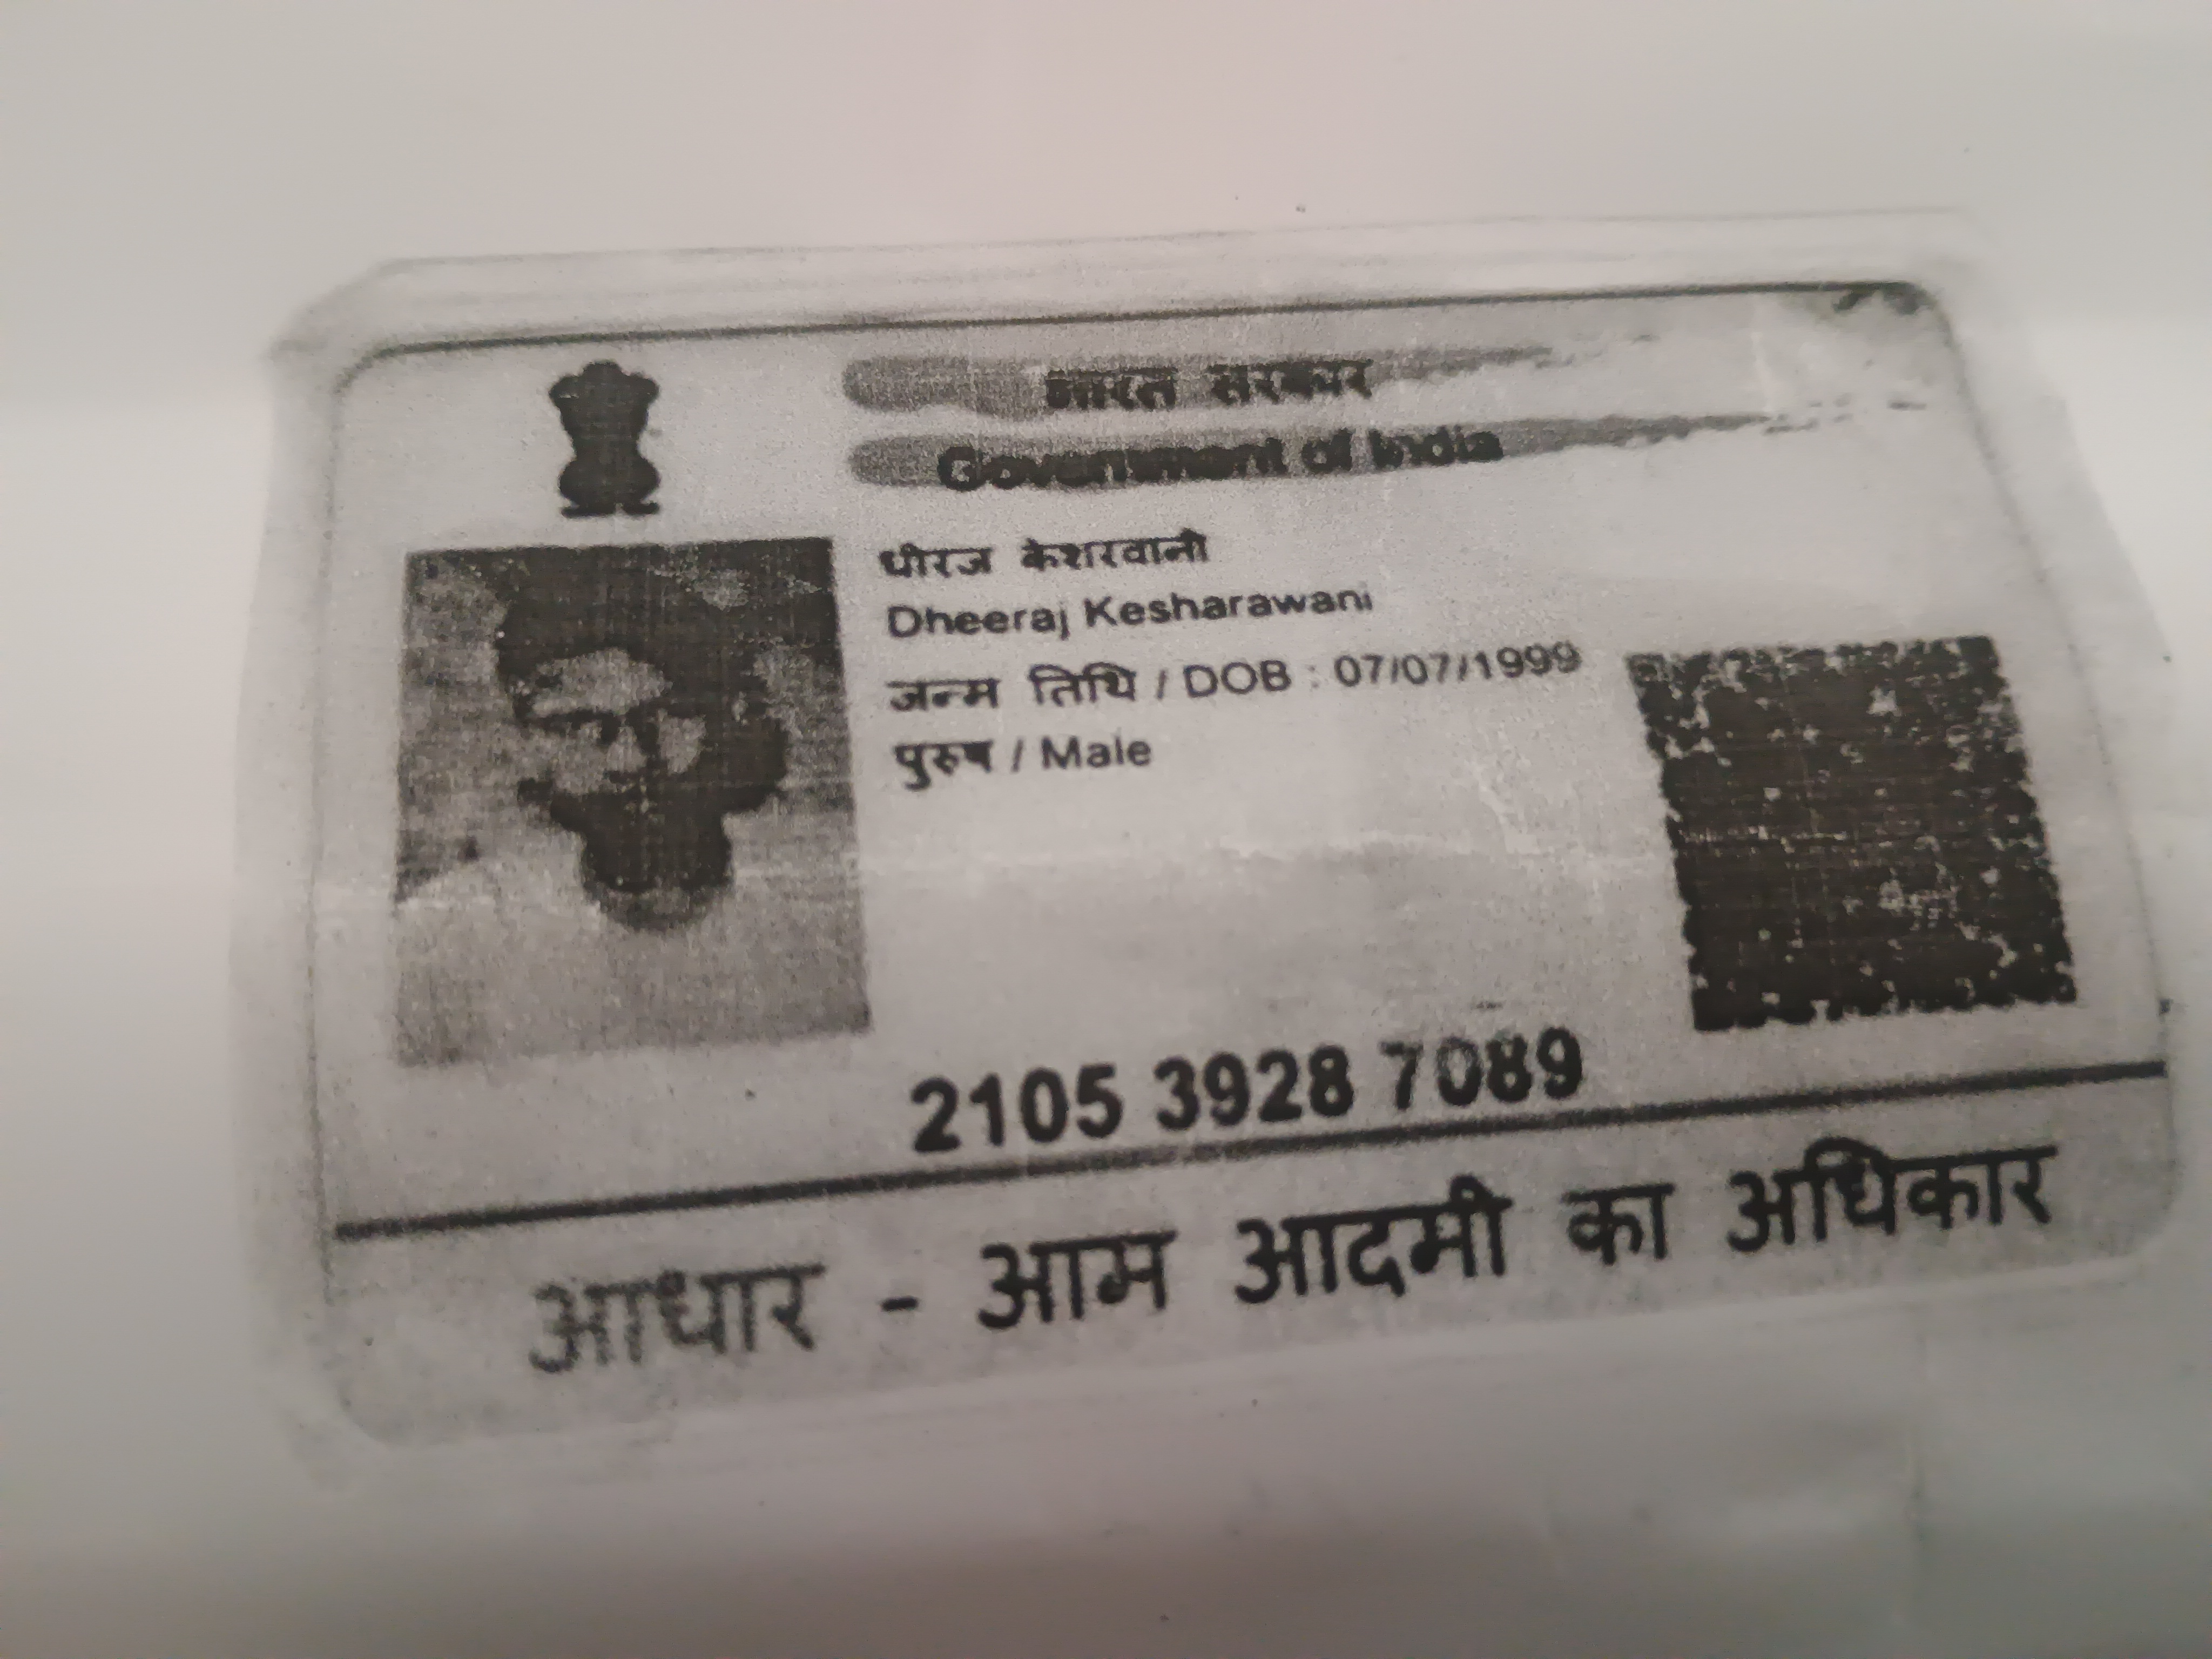 भारत सरकार
Government of India
धीरज केशरवानी
Dheeraj Kesharawani
जन्म तिथि / DOB : 07/07/1999
पुरुष / Male
2105 3928 7089
आधार - आम आदमी का अधिकार